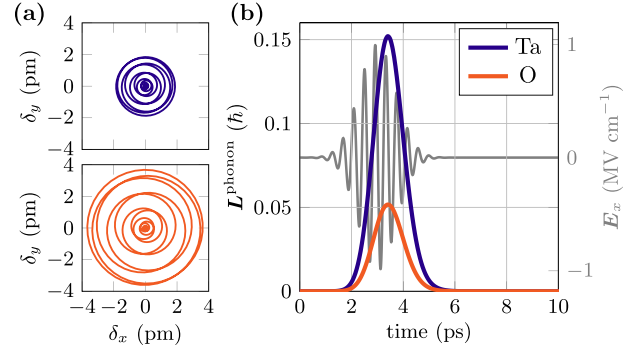 (a)
4
2
0
−2
−4
δy (pm)
4
2
0
−2
−4
δy (pm)
−4 −2 0 2 4
δx (pm)
(b)
0.15
0.1
0.05
0
L^phonon (ħ)
Ta
O
1
0
−1
Ex (MV cm⁻¹)
0 2 4 6 8 10
time (ps)